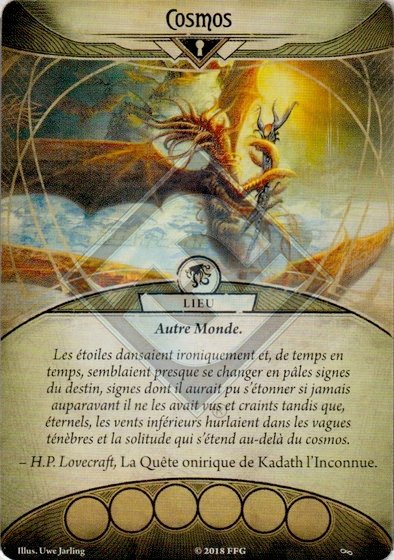 Cosmos
LIEU
Autre Monde.
Les étoiles dansaient ironiquement et, de temps en
temps, semblaient presque se changer en pâles signes
du destin, signes dont il aurait pu s'étonner si jamais
auparavant il ne les avait vus et craints tandis que,
éternels, les vents inférieurs hurlaient dans les vagues
ténèbres et la solitude qui s'étend au-delà du cosmos.
– H.P. Lovecraft, La Quête onirique de Kadath l'Inconnue.
Illus. Uwe Jarling © 2018 FFG